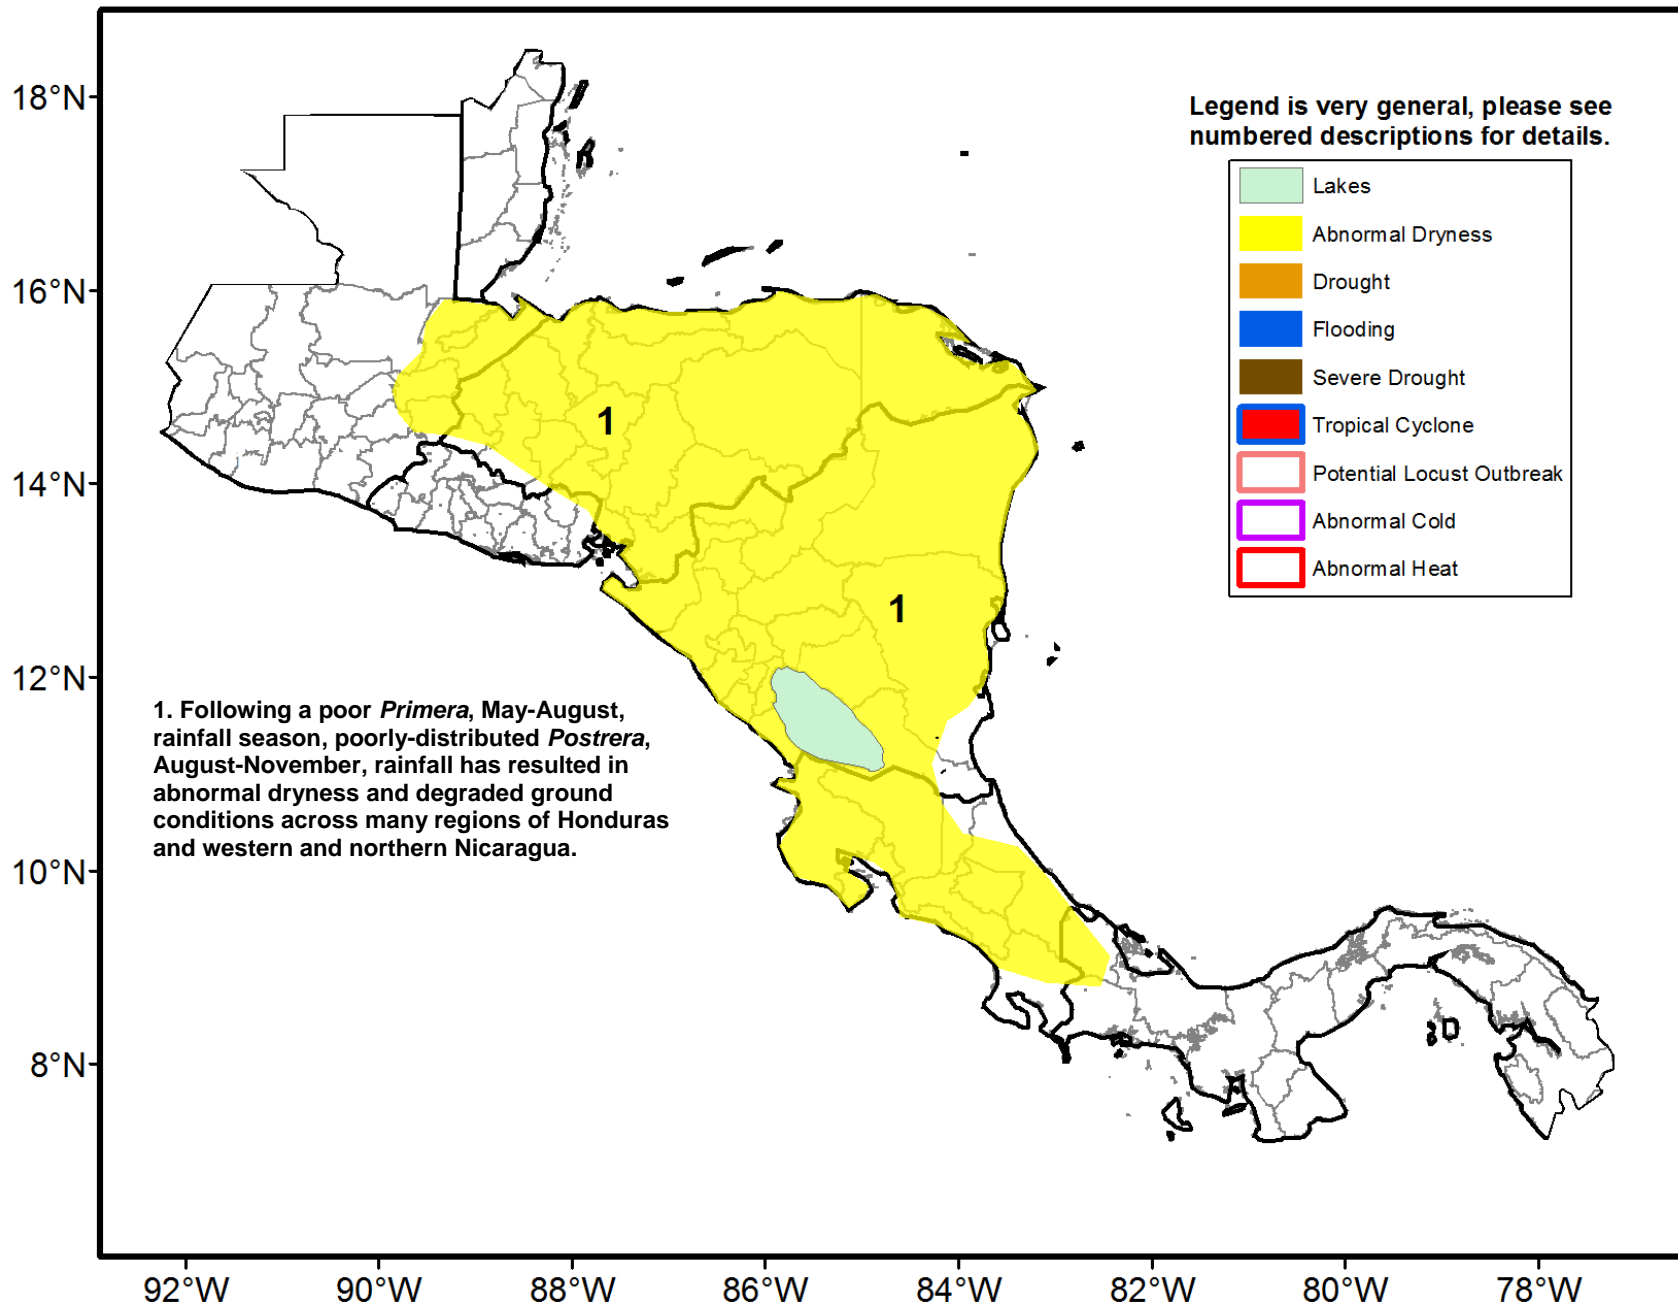 18°N
16°N
14°N
12°N
10°N
8°N
92°W
90°W
88°W
86°W
84°W
82°W
80°W
78°W
Legend is very general, please see
numbered descriptions for details.
Lakes
Abnormal Dryness
Drought
Flooding
Severe Drought
Tropical Cyclone
Potential Locust Outbreak
Abnormal Cold
Abnormal Heat
1
1
1. Following a poor Primera, May-August,
rainfall season, poorly-distributed Postrera,
August-November, rainfall has resulted in
abnormal dryness and degraded ground
conditions across many regions of Honduras
and western and northern Nicaragua.